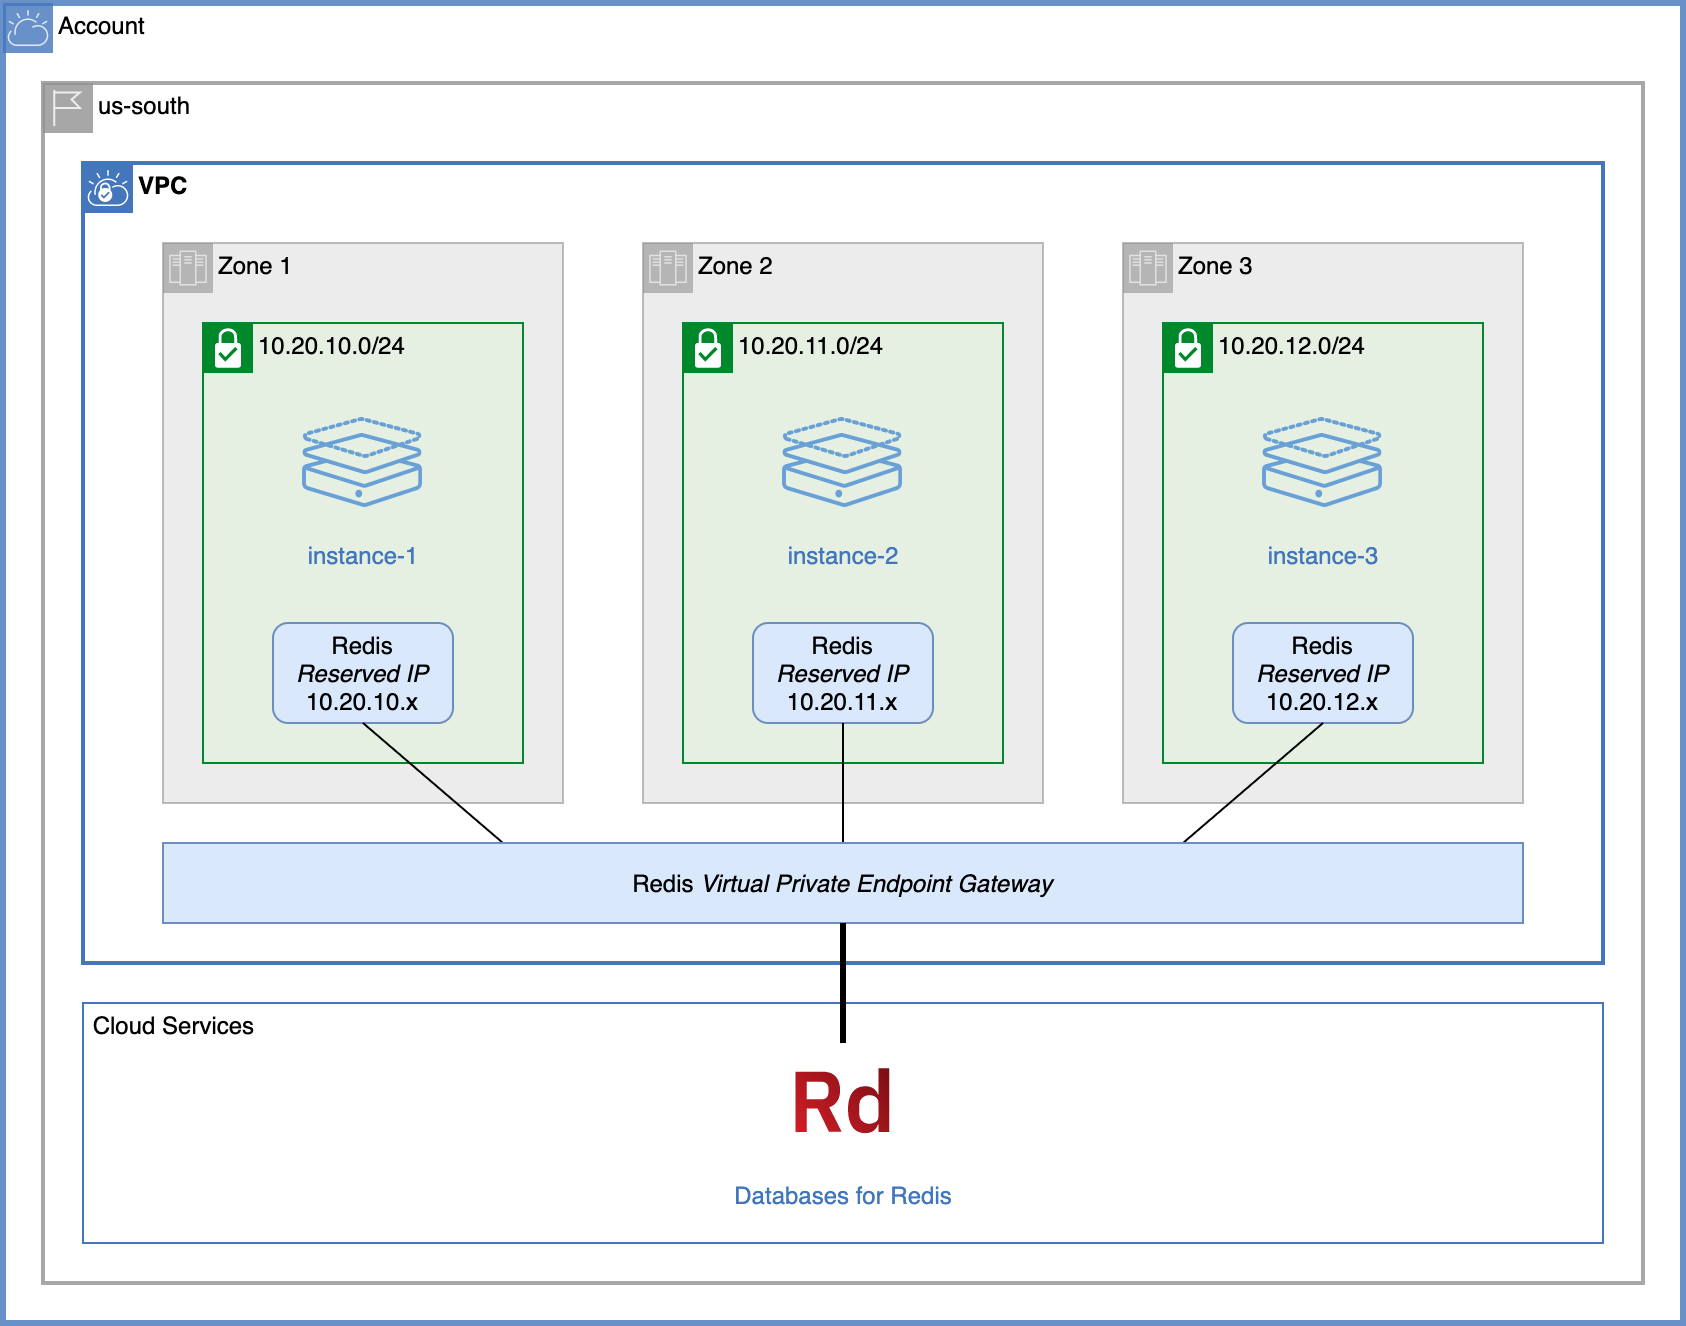 Account
us-south
VPC
Zone 1
Zone 2
Zone 3
10.20.10.0/24
10.20.11.0/24
10.20.12.0/24
instance-1
instance-2
instance-3
Redis
Reserved IP
10.20.10.x
Redis
Reserved IP
10.20.11.x
Redis
Reserved IP
10.20.12.x
Redis Virtual Private Endpoint Gateway
Cloud Services
Rd
Databases for Redis